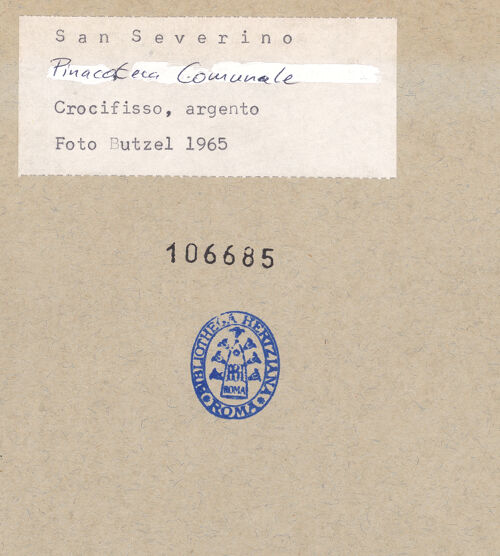 San Severino
Pinacoteca Comunale
Crocifisso, argento
Foto Butzel 1965
106685
BIBLIOTHECA HERTZIANA
ROMA
ROMA